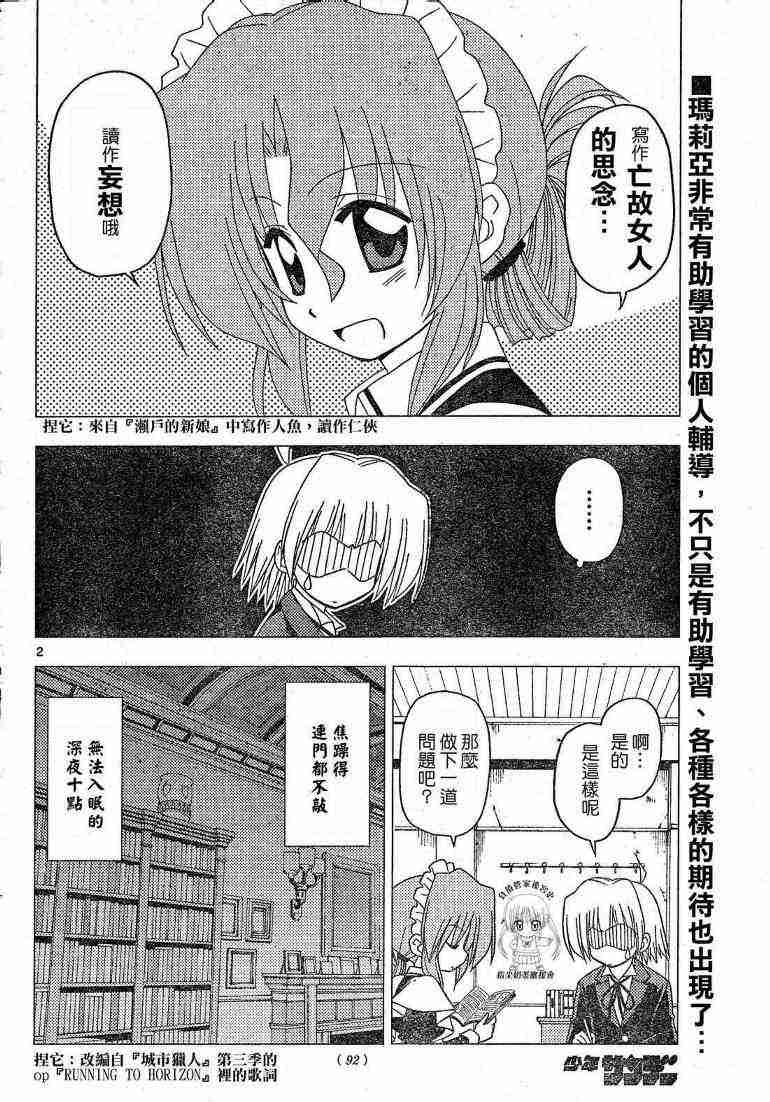 ■瑪莉亞非常有助學習的個人輔導，不只是有助學習、各種各樣的期待也出現了…
寫作亡故女人
的思念…
讀作妄想哦
捏它：來自『瀨戶的新娘』中寫作人魚，讀作仁俠
……
2
啊…
是的
是這樣呢
那麼
做下一道
問題吧？
焦躁得
連門都不敲
無法入眠的
深夜十點
捏它：改編自『城市獵人』第三季的
op『RUNNING TO HORIZON』裡的歌詞
(92)
少年